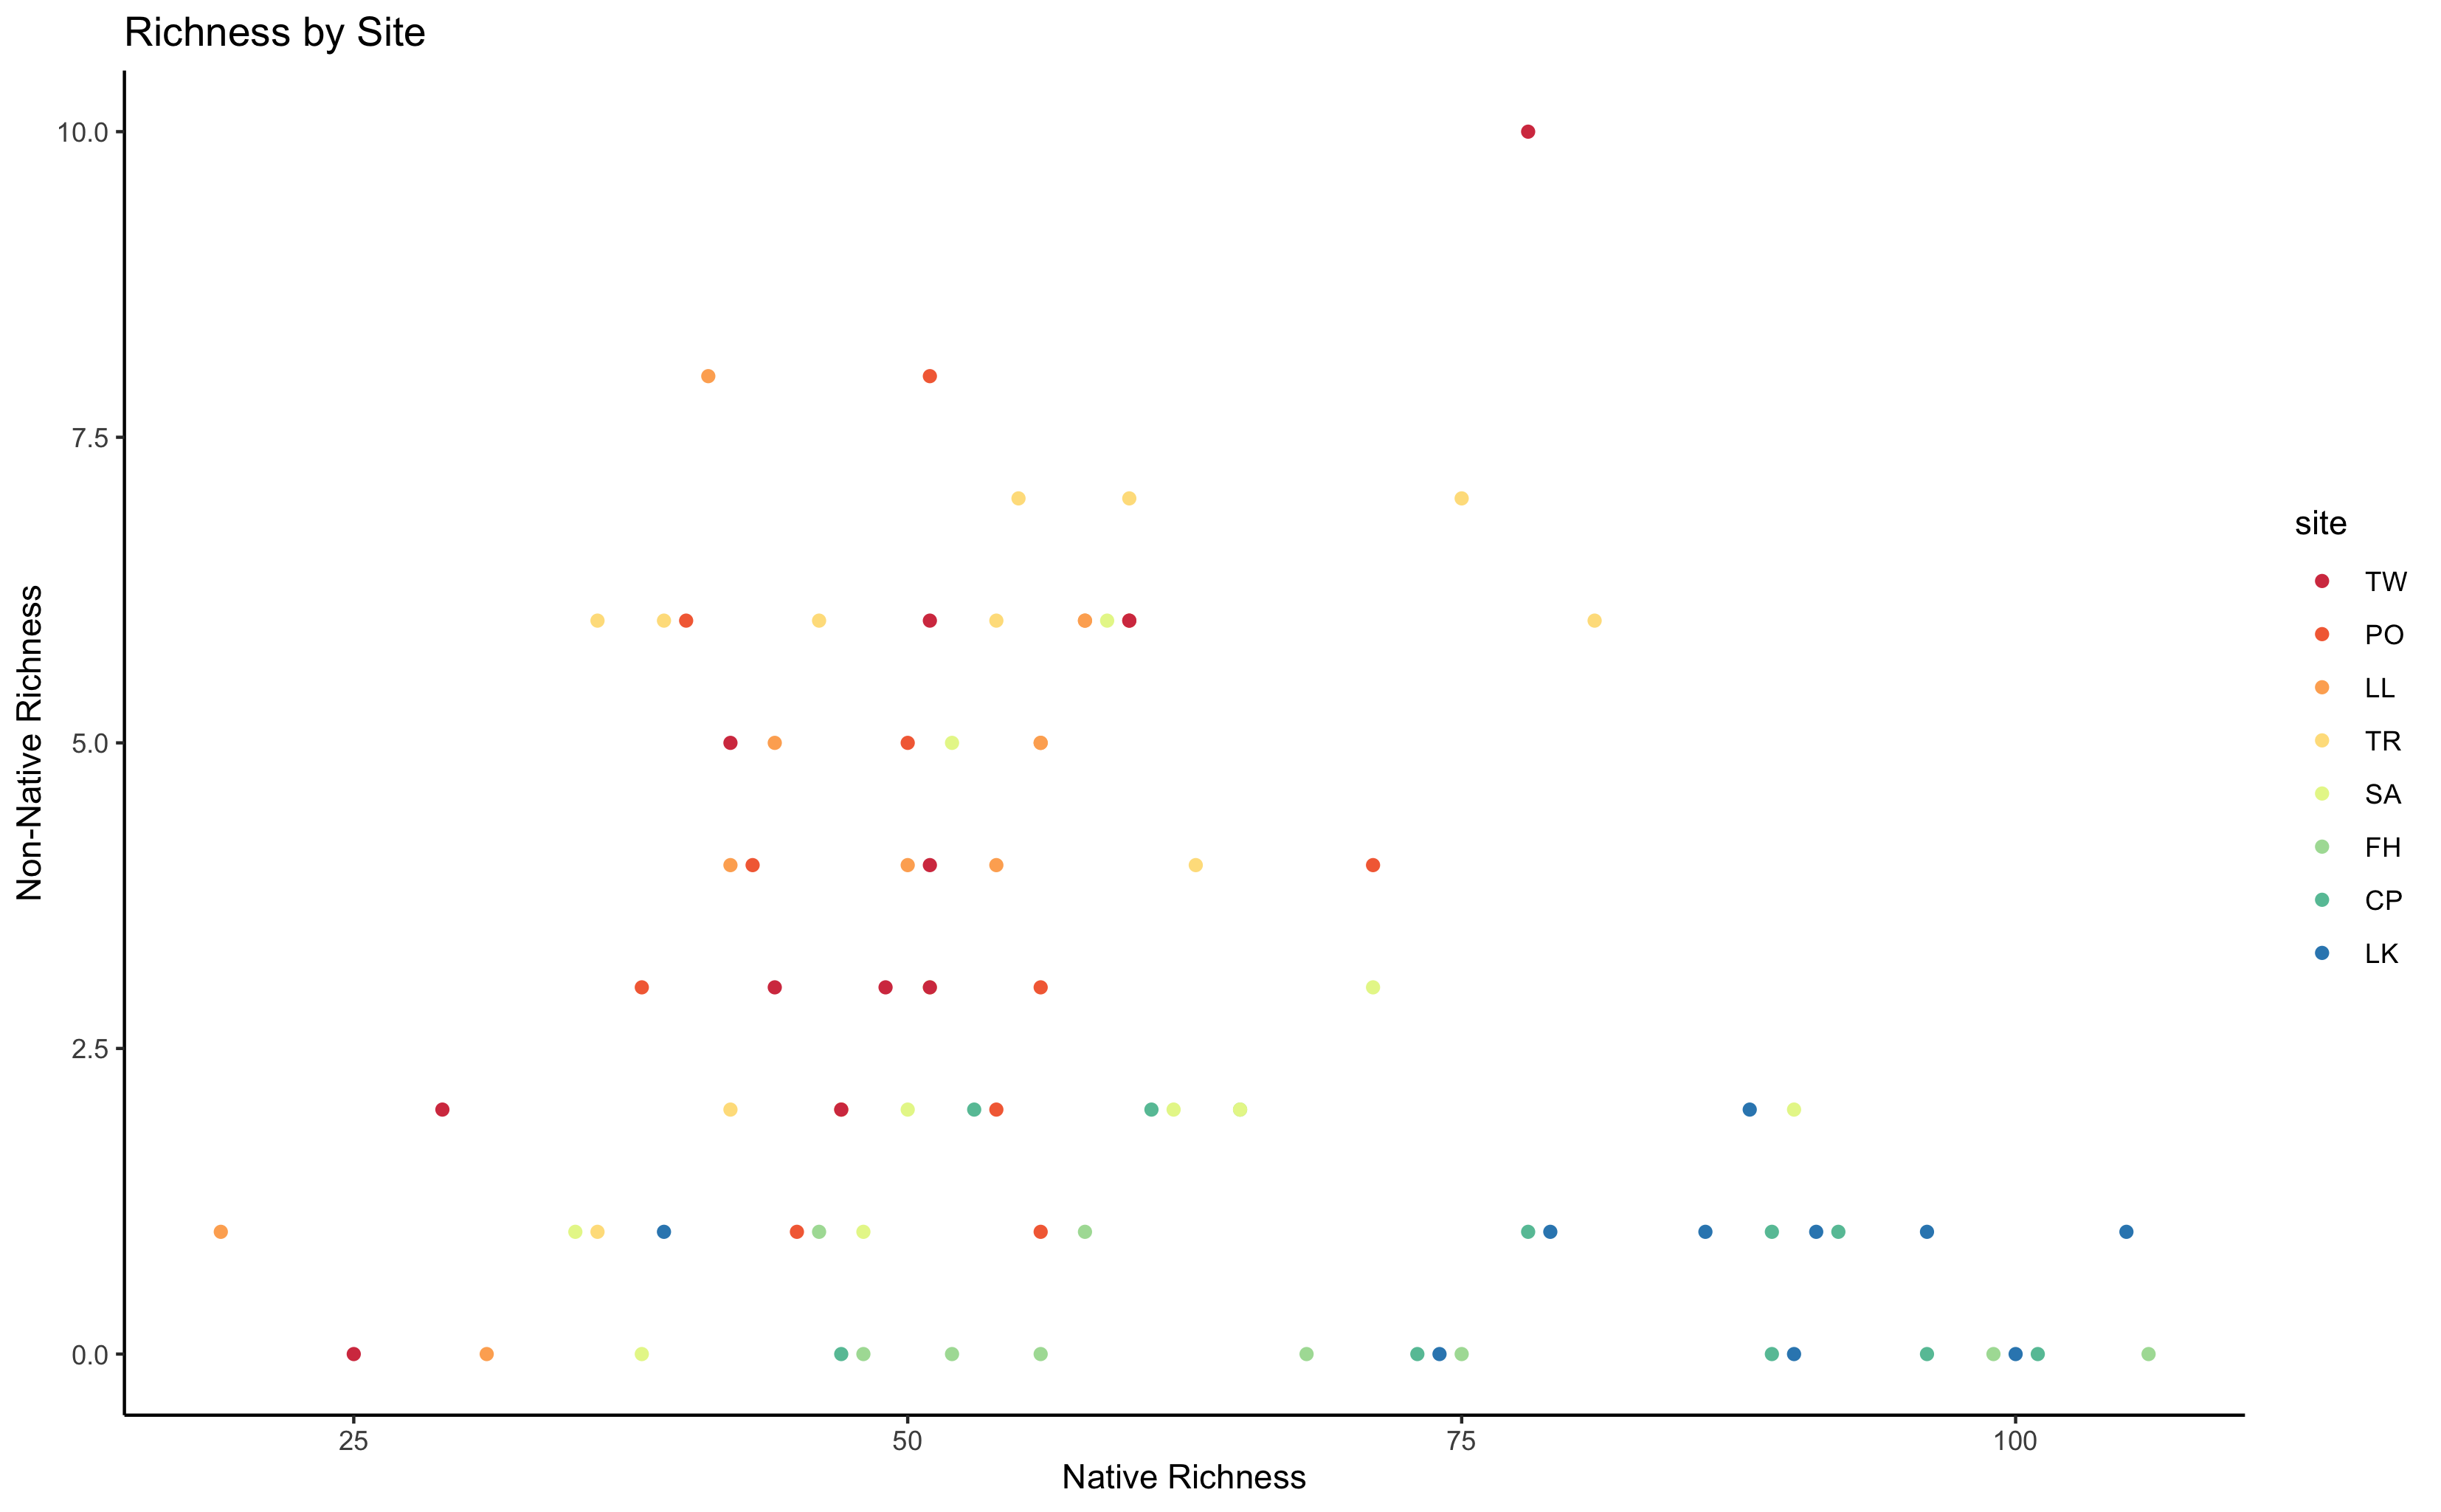 Richness by Site
10.0
7.5
5.0
2.5
0.0
Non-Native Richness
25 50 75 100
Native Richness
site
TW
PO
LL
TR
SA
FH
CP
LK